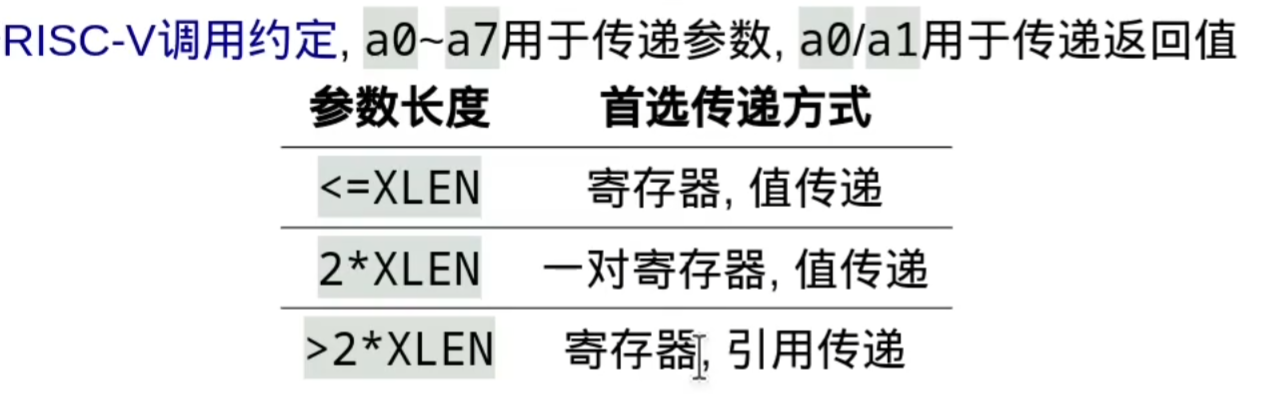 RISC-V调用约定, a0~a7用于传递参数, a0/a1用于传递返回值
参数长度 首选传递方式
<=XLEN 寄存器, 值传递
2*XLEN 一对寄存器, 值传递
>2*XLEN 寄存器, 引用传递